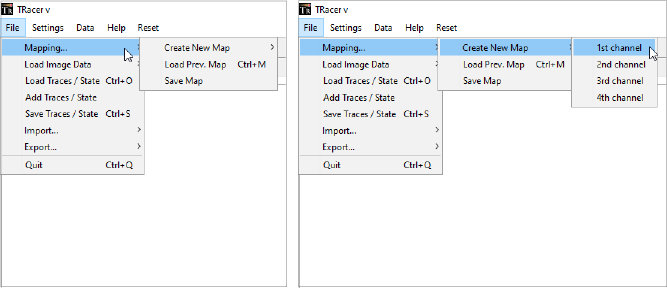 TR TRacer v
File Settings Data Help Reset
Mapping...
Load Image Data
Load Traces / State Ctrl+O
Add Traces / State
Save Traces / State Ctrl+S
Import...
Export...
Quit Ctrl+Q
Create New Map
Load Prev. Map Ctrl+M
Save Map
TR TRacer v
File Settings Data Help Reset
Mapping...
Load Image Data
Load Traces / State Ctrl+O
Add Traces / State
Save Traces / State Ctrl+S
Import...
Export...
Quit Ctrl+Q
Create New Map
Load Prev. Map Ctrl+M
Save Map
1st channel
2nd channel
3rd channel
4th channel